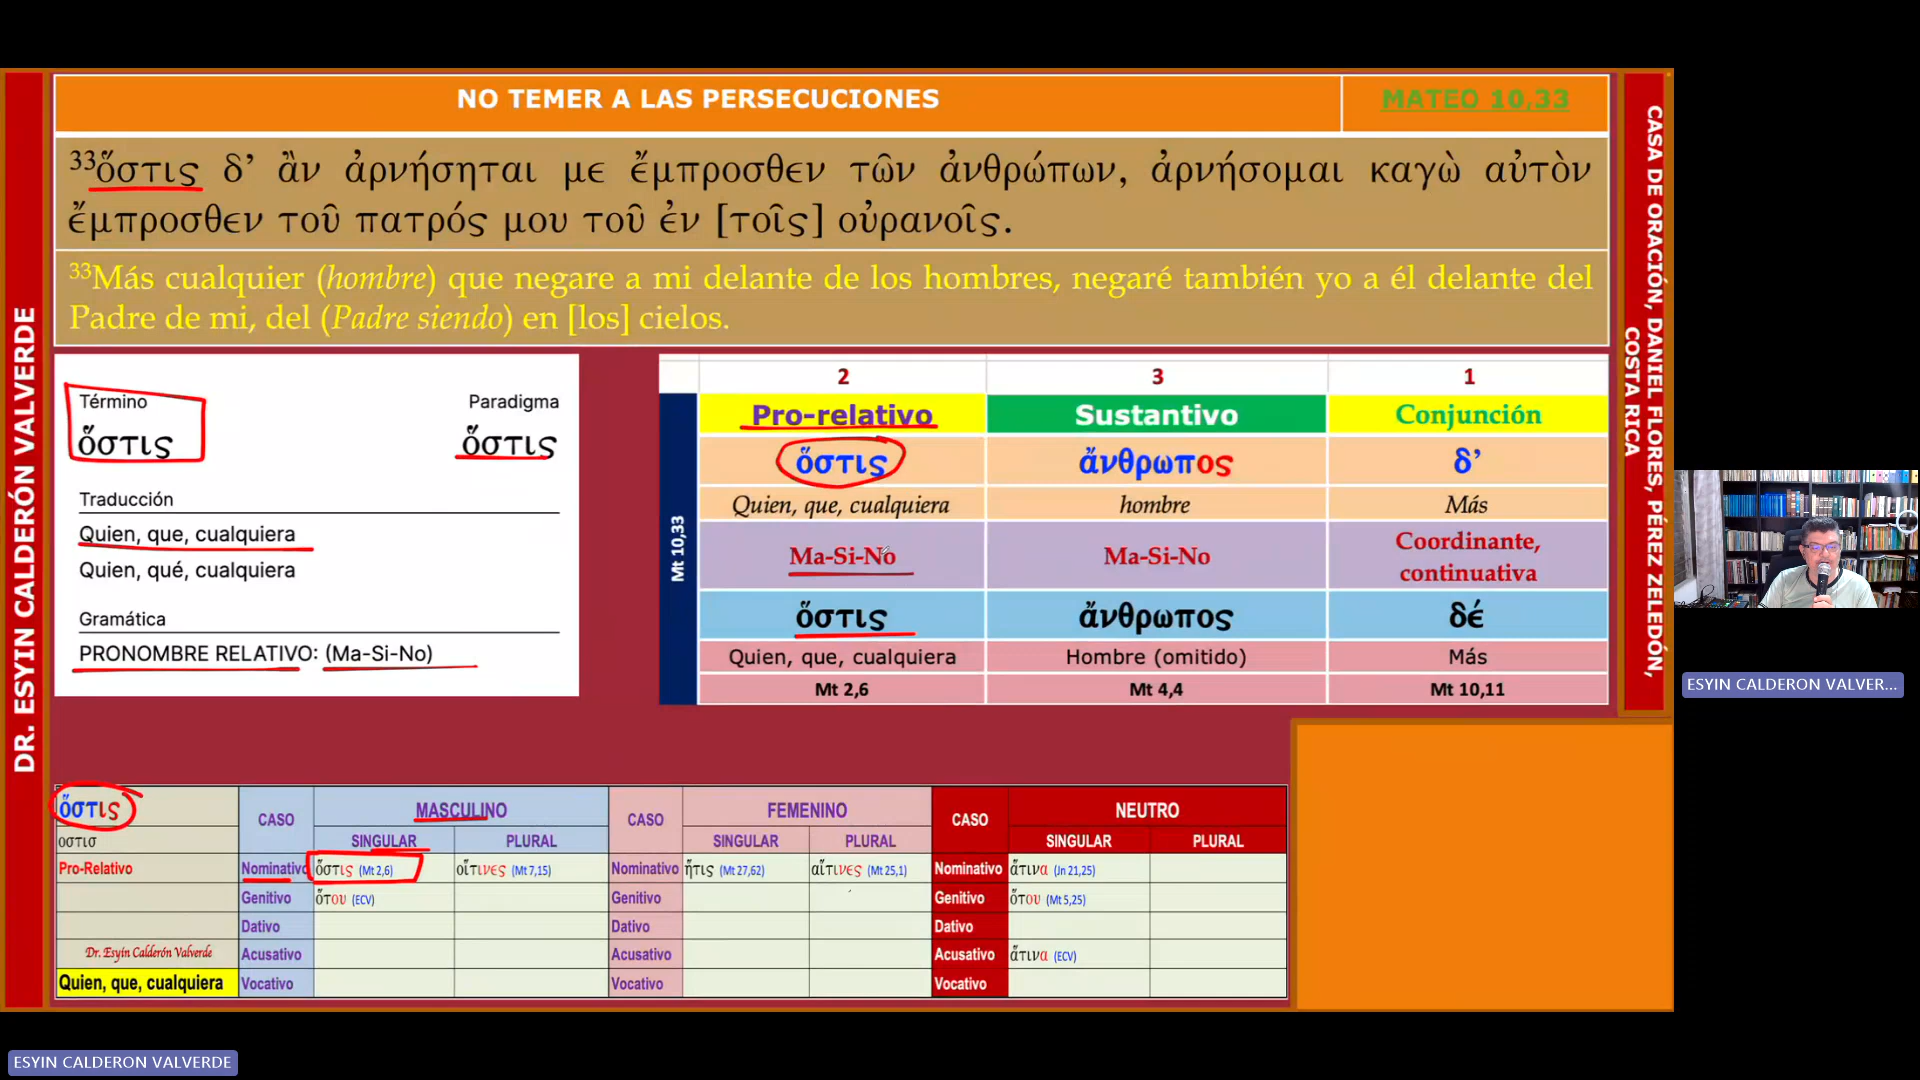 NO TEMER A LAS PERSECUCIONES
MATEO 10,33
³³ὅστις δ’ ἂν ἀρνήσηται με ἔμπροσθεν τῶν ἀνθρώπων, ἀρνήσομαι καγὼ αὐτὸν
ἔμπροσθεν τοῦ πατρός μου τοῦ ἐν [τοῖς] οὐρανοῖς.
³³Más cualquier (hombre) que negare a mi delante de los hombres, negaré también yo a él delante del
Padre de mi, del (Padre siendo) en [los] cielos.
DR. ESYIN CALDERÓN VALVERDE
CASA DE ORACIÓN, DANIEL FLORES, PÉREZ ZELEDÓN,
COSTA RICA
Término Paradigma
ὅστις ὅστις
Traducción
Quien, que, cualquiera
Quien, qué, cualquiera
Gramática
PRONOMBRE RELATIVO: (Ma-Si-No)
Mt 10,33
2 3 1
Pro-relativo Sustantivo Conjunción
ὅστις ἄνθρωπος δ’
Quien, que, cualquiera hombre Más
Ma-Si-No Ma-Si-No Coordinante,
continuativa
ὅστις ἄνθρωπος δέ
Quien, que, cualquiera Hombre (omitido) Más
Mt 2,6 Mt 4,4 Mt 10,11
ὅστις CASO MASCULINO CASO FEMENINO CASO NEUTRO
οστισ SINGULAR PLURAL SINGULAR PLURAL SINGULAR PLURAL
Pro-Relativo Nominativo ὅστις (Mt 2,6) οἵτινες (Mt 7,15) Nominativo ἥτις (Mt 27,62) αἵτινες (Mt 25,1) Nominativo ἅτινα (Jn 21,25)
Genitivo ὅτου (ECV) Genitivo Genitivo ὅτου (Mt 5,25)
Dativo Dativo Dativo
Dr. Esyín Calderón Valverde Acusativo Acusativo Acusativo ἅτινα (ECV)
Quien, que, cualquiera Vocativo Vocativo Vocativo
ESYIN CALDERON VALVER...
ESYIN CALDERON VALVERDE